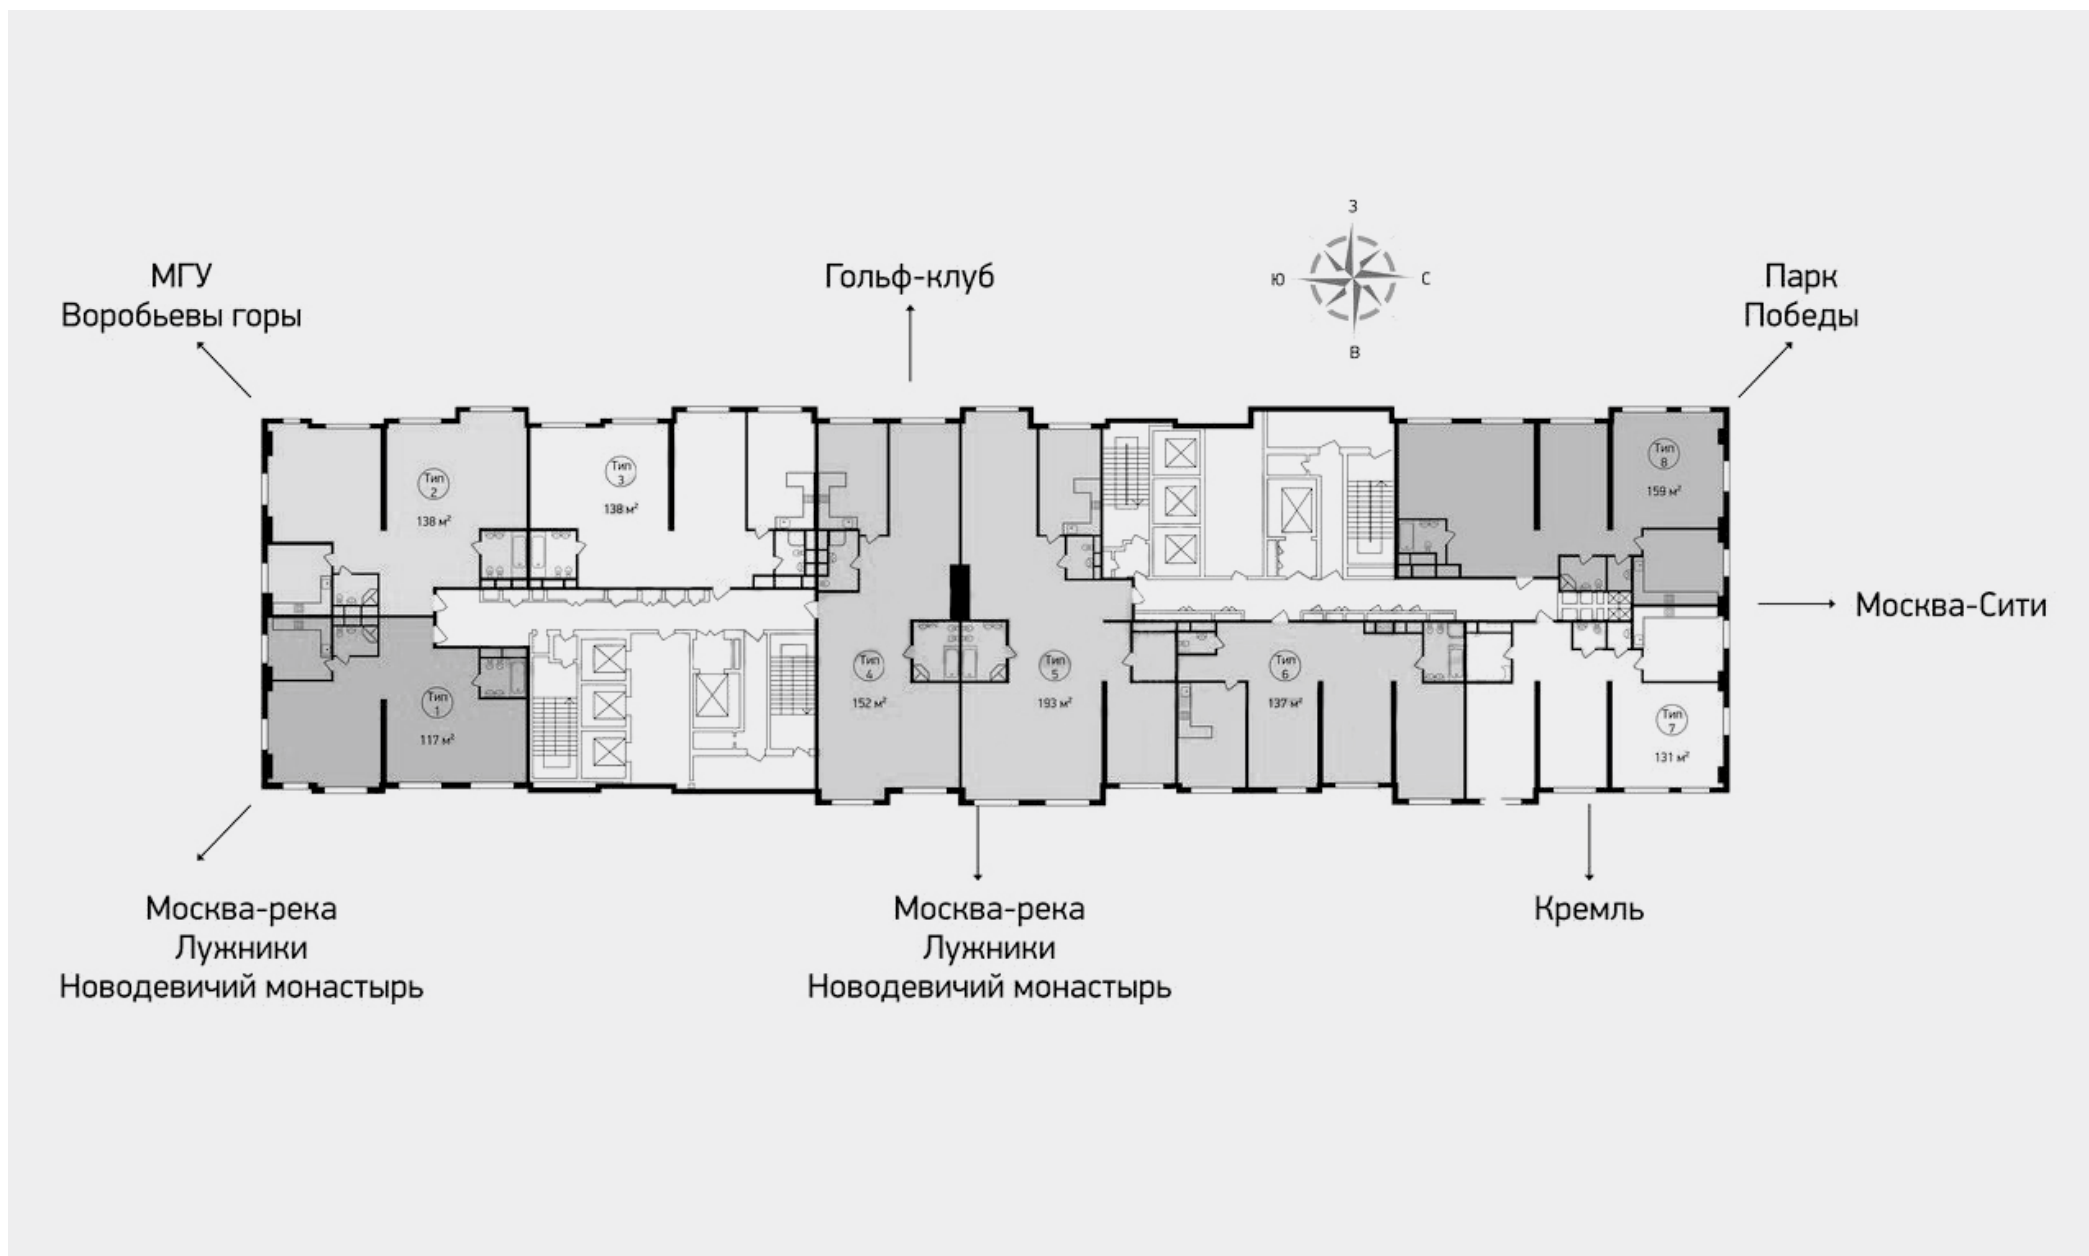 З
Ю
С
В
МГУ
Воробьевы горы
Гольф-клуб
Парк
Победы
Тип
2
138 м²
Тип
3
138 м²
Тип
8
159 м²
Москва-Сити
Тип
1
117 м²
Тип
4
152 м²
Тип
5
193 м²
Тип
6
137 м²
Тип
7
131 м²
Москва-река
Лужники
Новодевичий монастырь
Москва-река
Лужники
Новодевичий монастырь
Кремль